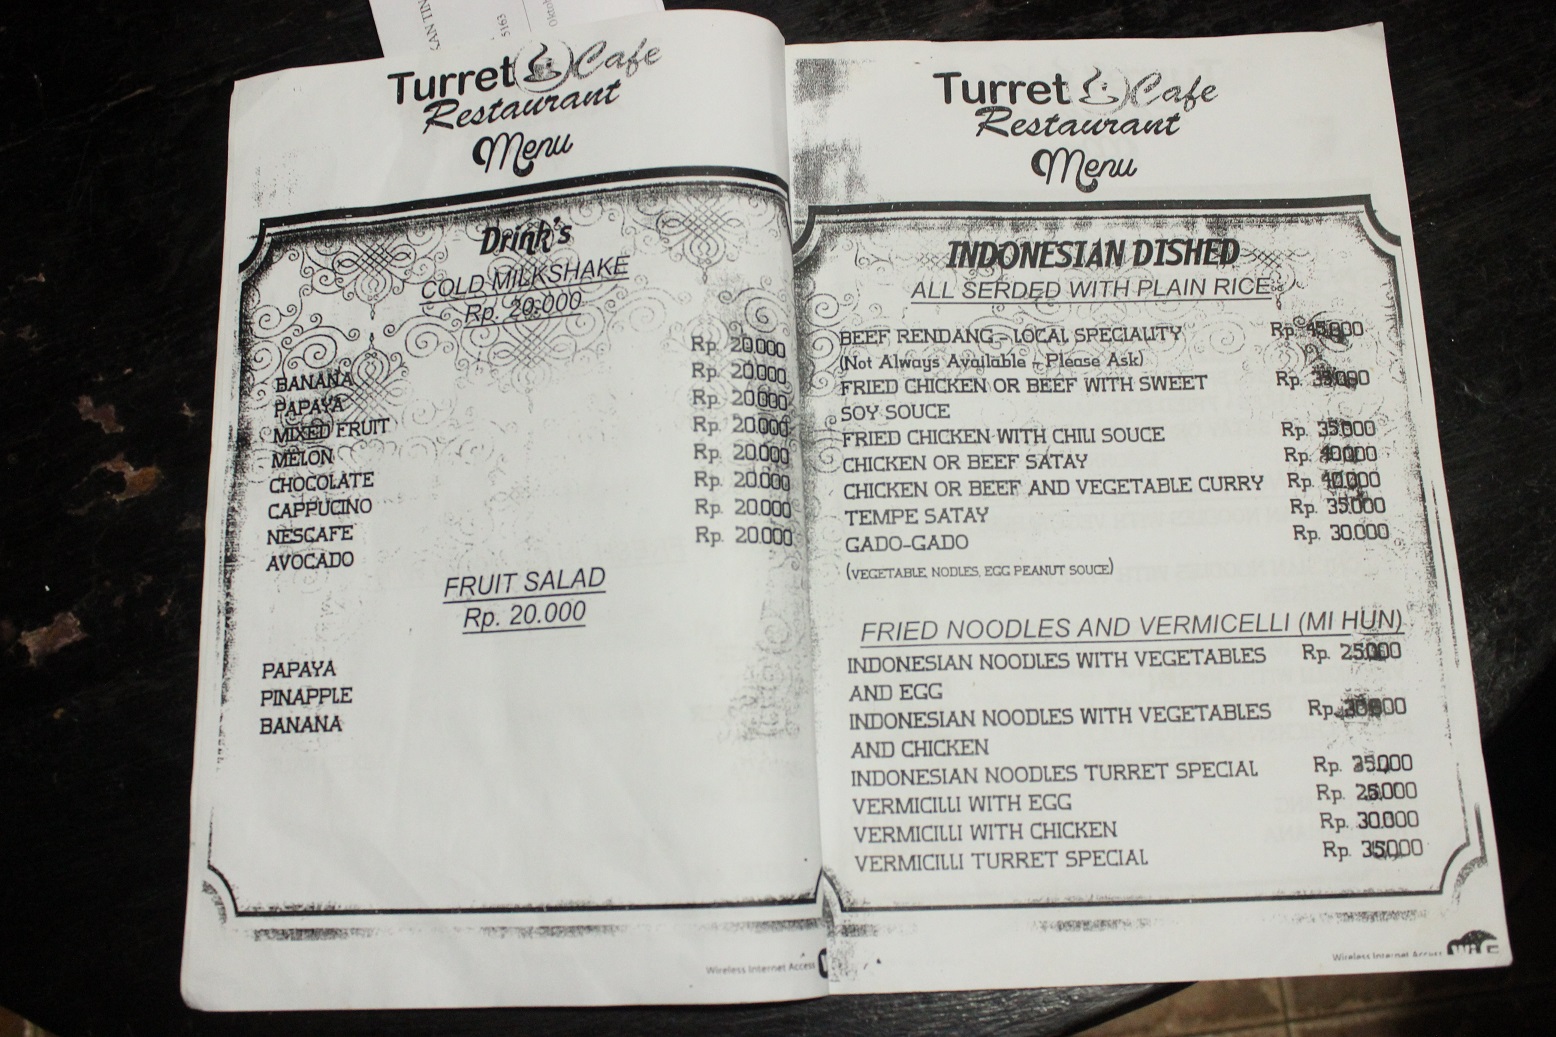 Turret Cafe
Restaurant
Menu
Drink's
COLD MILKSHAKE
Rp. 20.000
BANANA Rp. 20.000
PAPAYA Rp. 20.000
MIXED FRUIT Rp. 20.000
MELON Rp. 20.000
CHOCOLATE Rp. 20.000
CAPPUCINO Rp. 20.000
NESCAFE Rp. 20.000
AVOCADO Rp. 20.000
FRUIT SALAD
Rp. 20.000
PAPAYA
PINAPPLE
BANANA
Wireless Internet Access
Turret Cafe
Restaurant
Menu
INDONESIAN DISHED
ALL SERDED WITH PLAIN RICE
BEEF RENDANG - LOCAL SPECIALITY Rp. 45.000
(Not Always Available - Please Ask)
FRIED CHICKEN OR BEEF WITH SWEET Rp.
SOY SOUCE
FRIED CHICKEN WITH CHILI SOUCE Rp. 35.000
CHICKEN OR BEEF SATAY Rp. 40.000
CHICKEN OR BEEF AND VEGETABLE CURRY Rp. 40.000
TEMPE SATAY Rp. 35.000
GADO-GADO Rp. 30.000
(VEGETABLE, NODLES, EGG PEANUT SOUCE)
FRIED NOODLES AND VERMICELLI (MI HUN)
INDONESIAN NOODLES WITH VEGETABLES Rp. 25.000
AND EGG
INDONESIAN NOODLES WITH VEGETABLES Rp. 30.000
AND CHICKEN
INDONESIAN NOODLES TURRET SPECIAL Rp. 35.000
VERMICILLI WITH EGG Rp. 25.000
VERMICILLI WITH CHICKEN Rp. 30.000
VERMICILLI TURRET SPECIAL Rp. 35.000
Wireless Internet Access